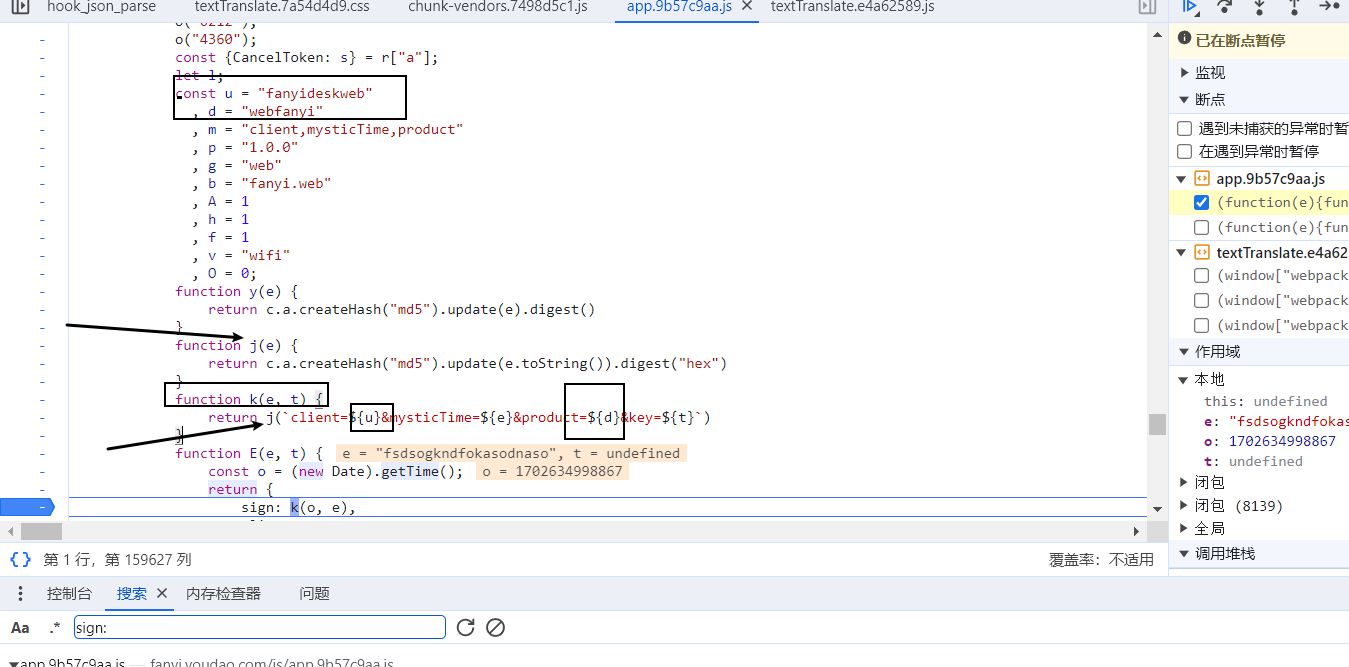 hook_json_parse textTranslate.7a54d4d9.css chunk-vendors.7498d5c1.js app.9b57c9aa.js textTranslate.e4a62589.js
o("4360");
const {CancelToken: s} = r["a"];
let l;
const u = "fanyideskweb"
, d = "webfanyi"
, m = "client,mysticTime,product"
, p = "1.0.0"
, g = "web"
, b = "fanyi.web"
, A = 1
, h = 1
, f = 1
, v = "wifi"
, O = 0;
function y(e) {
return c.a.createHash("md5").update(e).digest()
}
function j(e) {
return c.a.createHash("md5").update(e.toString()).digest("hex")
}
function k(e, t) {
return j(`client=${u}&mysticTime=${e}&product=${d}&key=${t}`)
}
function E(e, t) { e = "fsdsogkndfokasodnaso", t = undefined
const o = (new Date).getTime(); o = 1702634998867
return {
sign: k(o, e),
已在断点暂停
监视
断点
遇到未捕获的异常时暂
在遇到异常时暂停
app.9b57c9aa.js
(function(e){fun
(function(e){fun
textTranslate.e4a62
(window["webpack
(window["webpack
(window["webpack
作用域
本地
this: undefined
e: "fsdsogkndfokas
o: 1702634998867
t: undefined
闭包
闭包 (8139)
全局
调用堆栈
{} 第 1 行，第 159627 列 覆盖率：不适用
控制台 搜索 内存检查器 问题
Aa .* sign:
app.9b57c9aa.js — fanyi.youdao.com/js/app.9b57c9aa.js